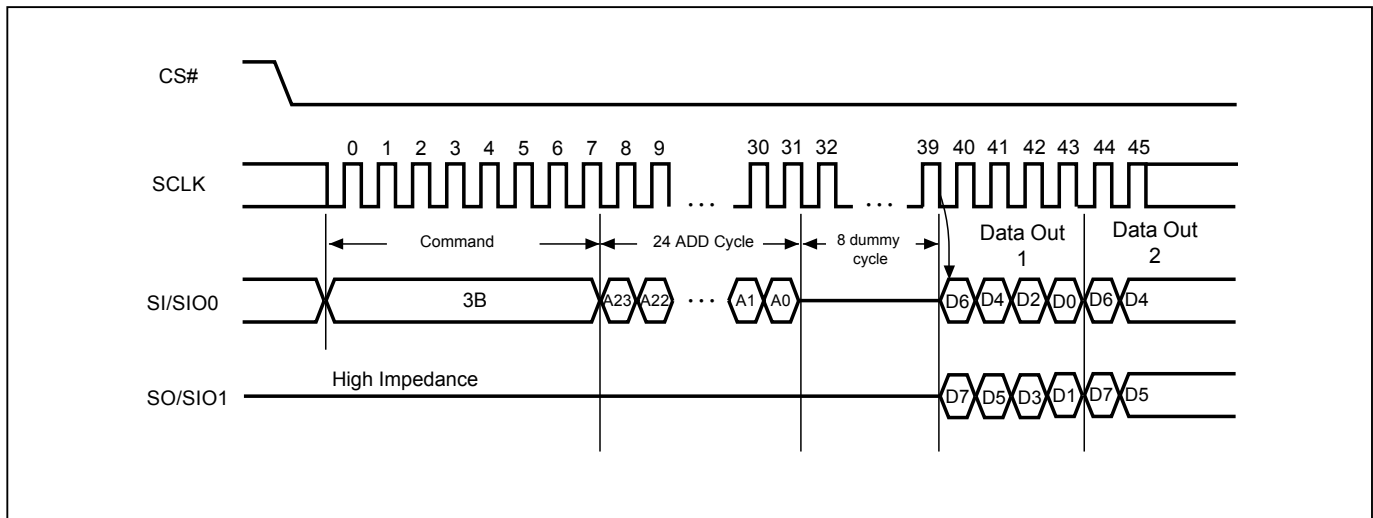 CS#
0 1 2 3 4 5 6 7 8 9 30 31 32 39 40 41 42 43 44 45
SCLK
... ...
Command 24 ADD Cycle 8 dummy cycle Data Out 1 Data Out 2
SI/SIO0 3B A23 A22 ... A1 A0 D6 D4 D2 D0 D6 D4
High Impedance
SO/SIO1 D7 D5 D3 D1 D7 D5